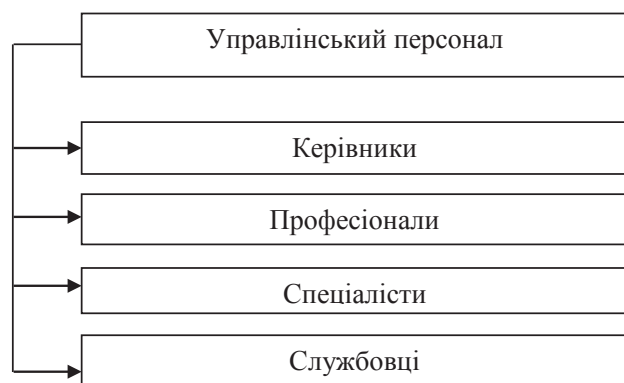 Управлінський персонал
Керівники
Професіонали
Спеціалісти
Службовці